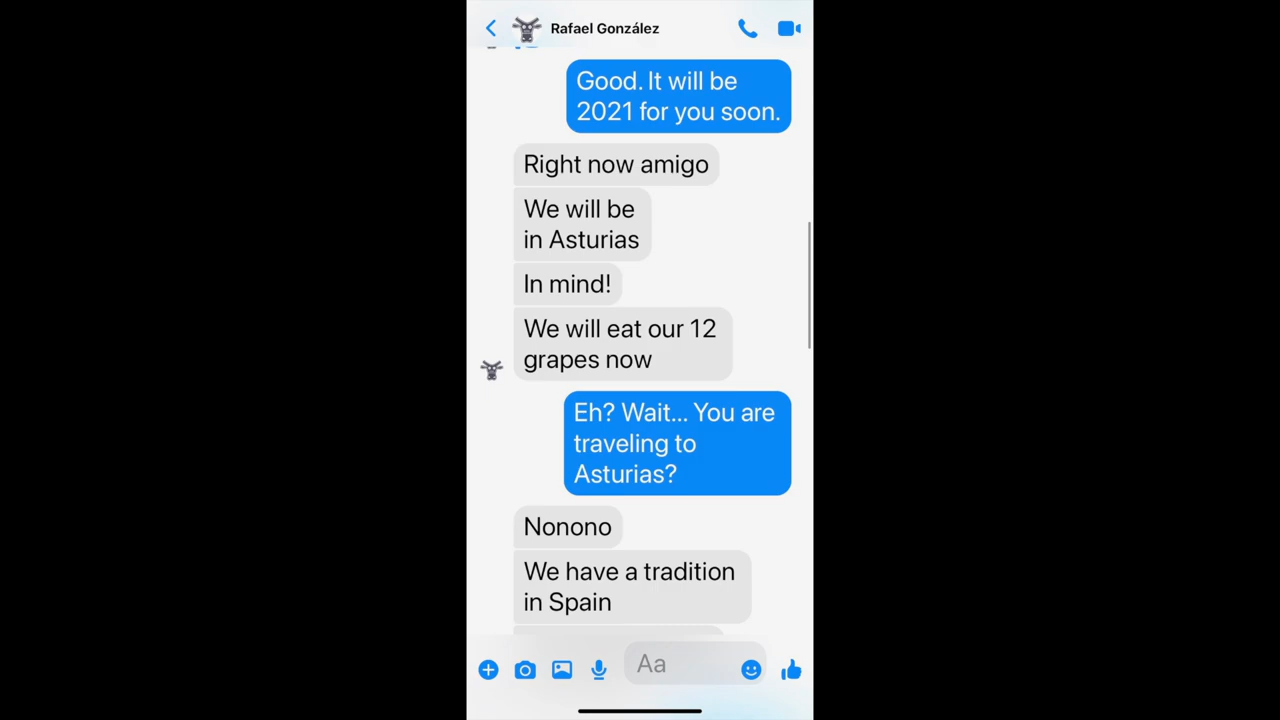 Rafael González
Good. It will be
2021 for you soon.
Right now amigo
We will be
in Asturias
In mind!
We will eat our 12
grapes now
Eh? Wait... You are
traveling to
Asturias?
Nonono
We have a tradition
in Spain
Aa